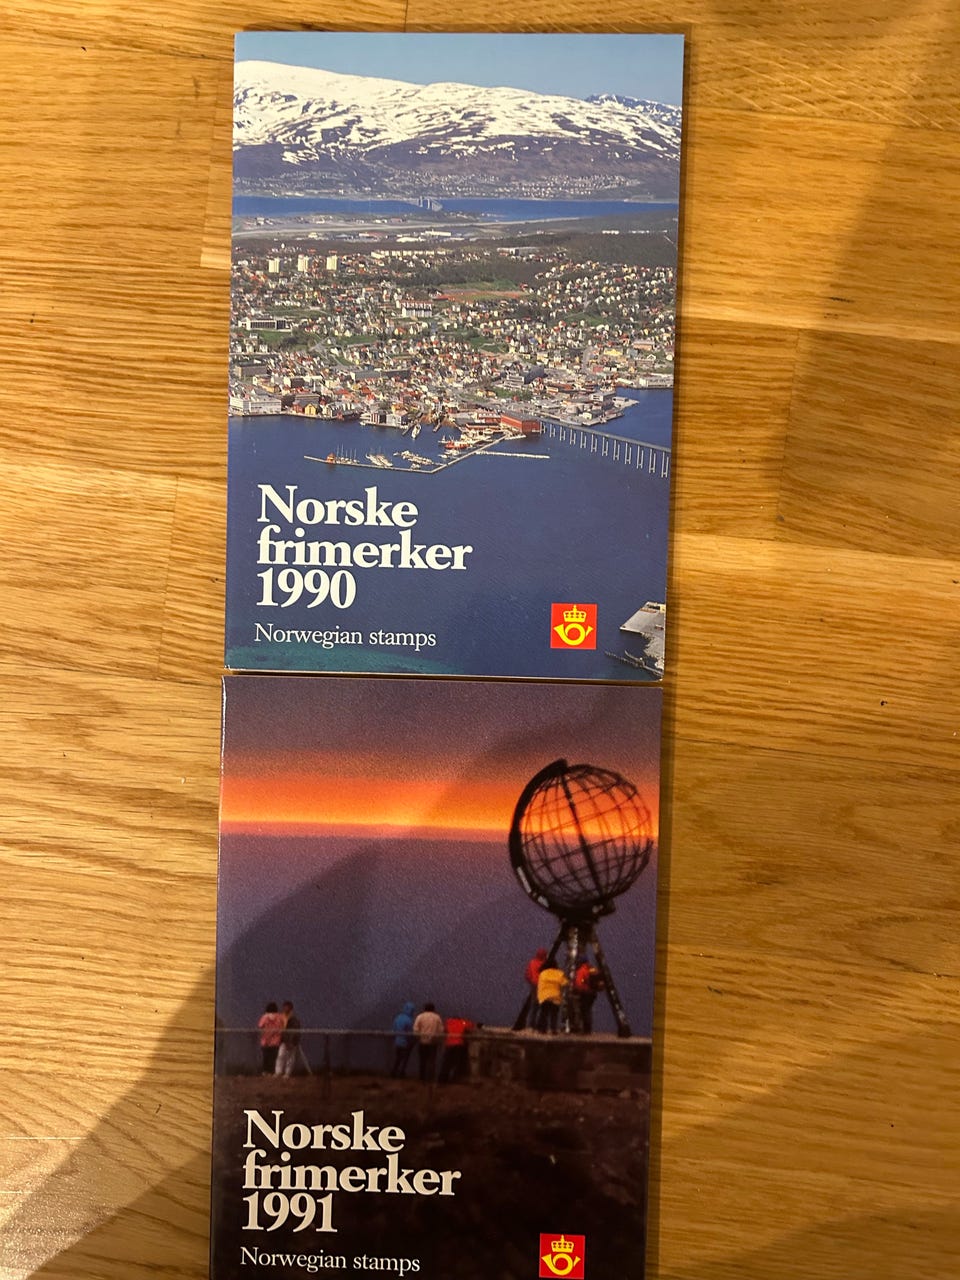 Norske
frimerker
1990
Norwegian stamps
Norske
frimerker
1991
Norwegian stamps